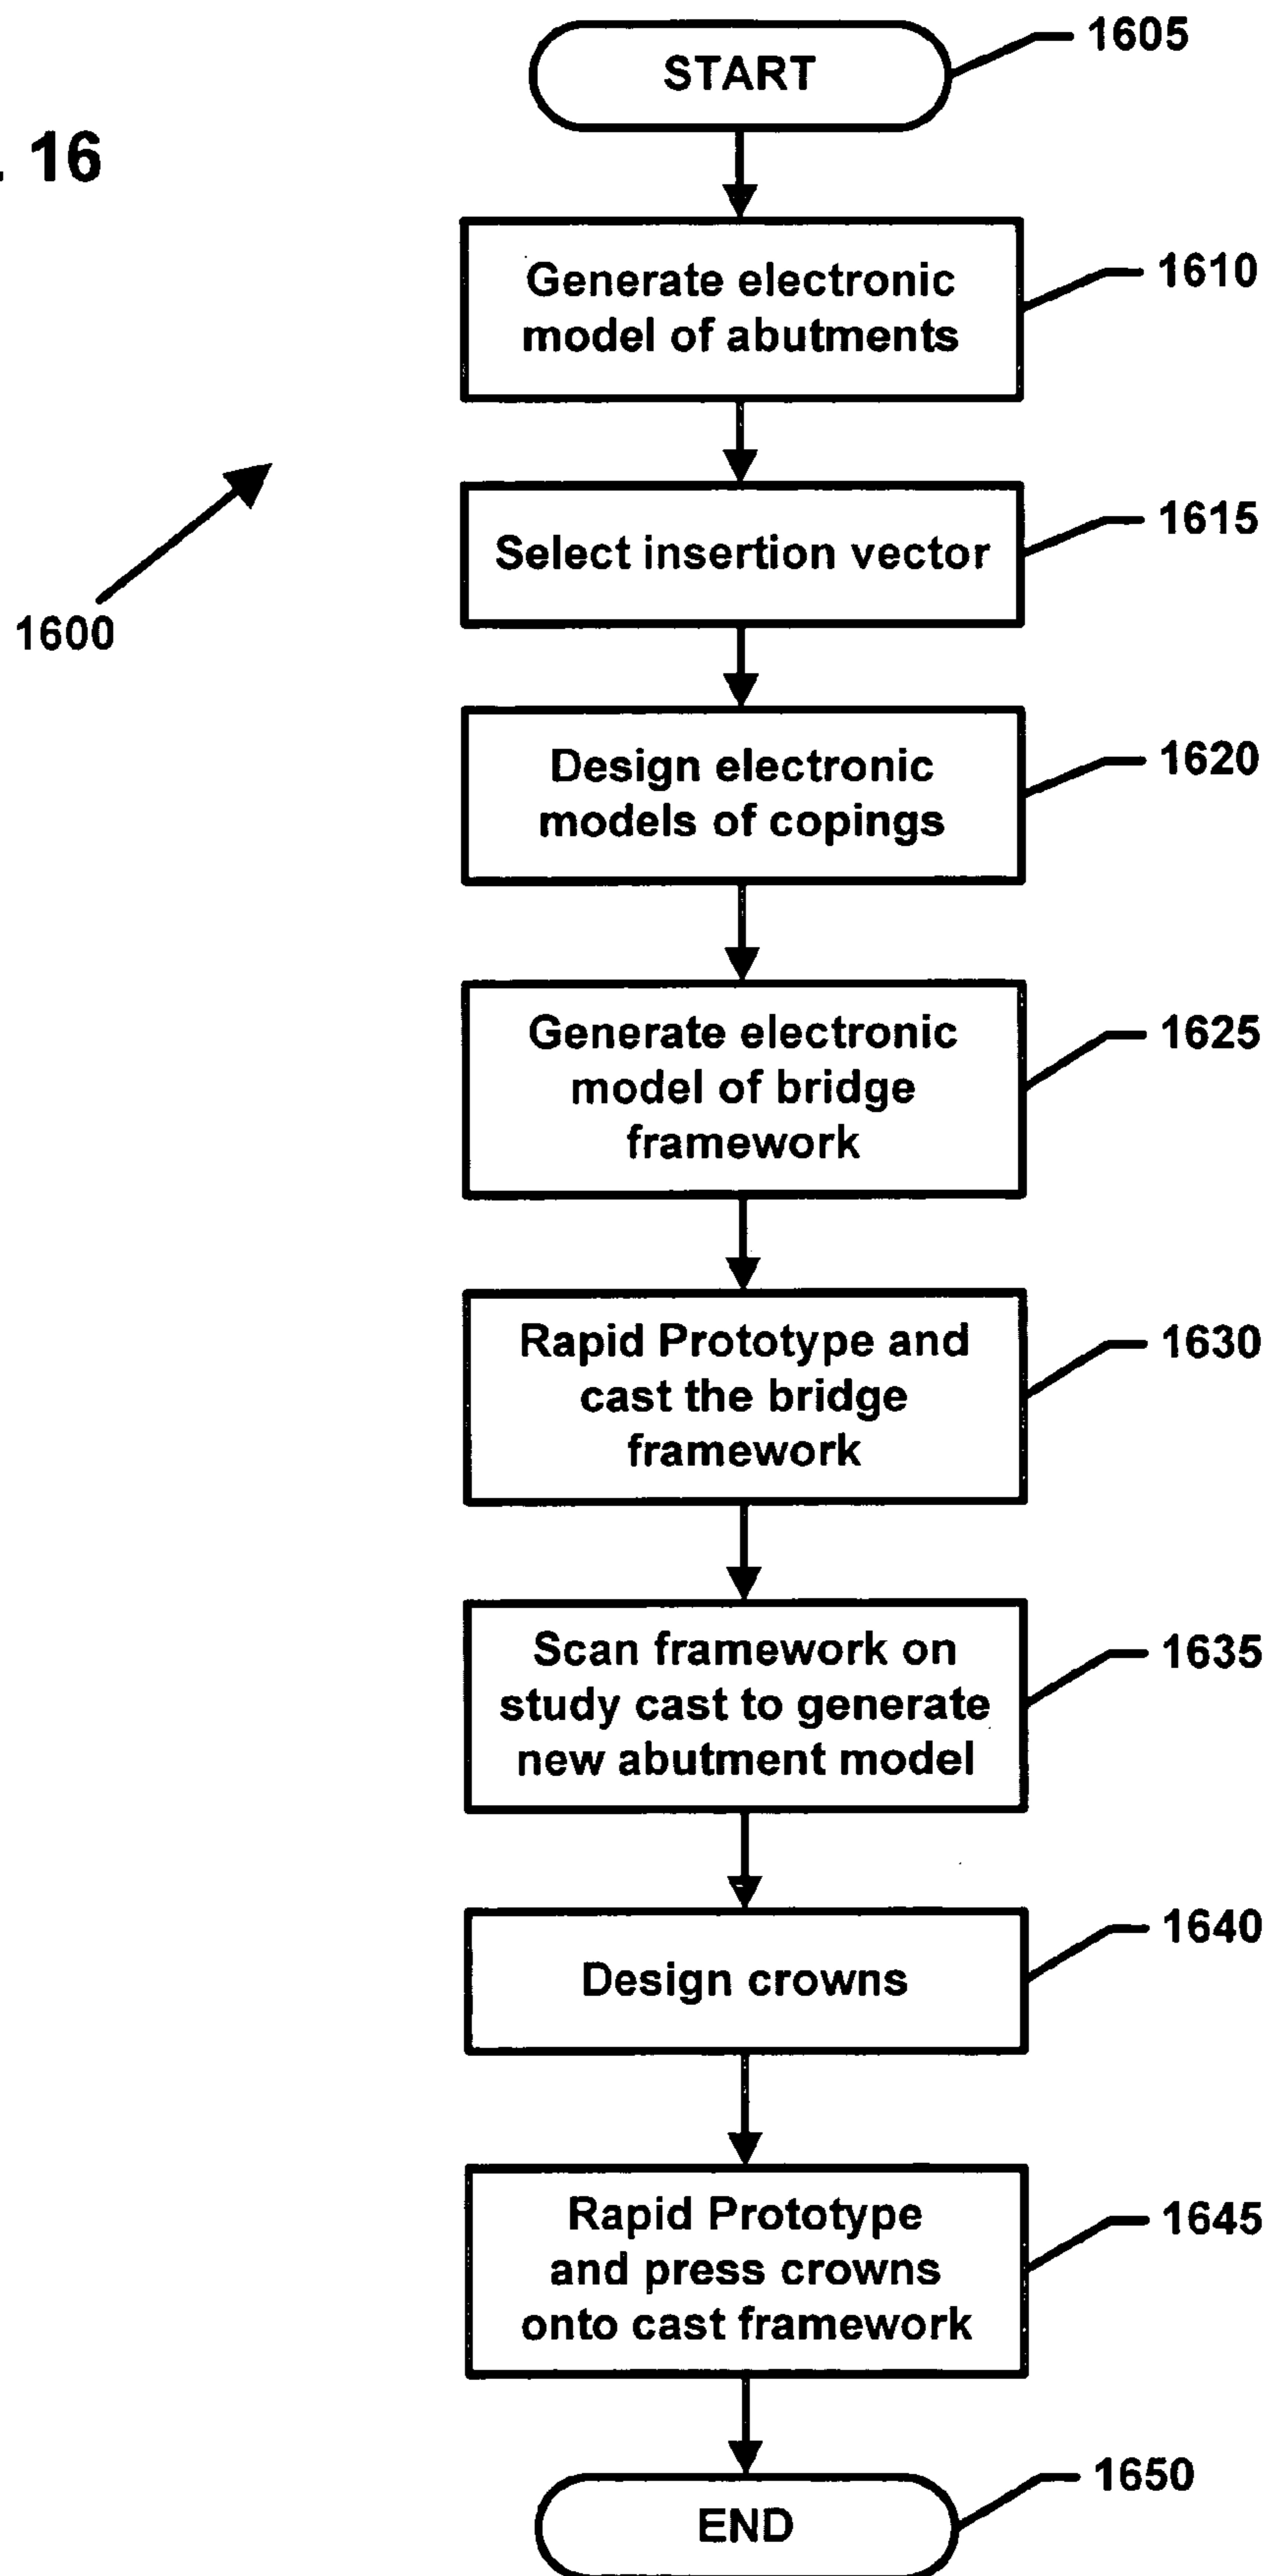 1605
START
16
1610
Generate electronic
model of abutments
1615
Select insertion vector
1600
1620
Design electronic
models of copings
1625
Generate electronic
model of bridge
framework
1630
Rapid Prototype and
cast the bridge
framework
1635
Scan framework on
study cast to generate
new abutment model
1640
Design crowns
1645
Rapid Prototype
and press crowns
onto cast framework
1650
END